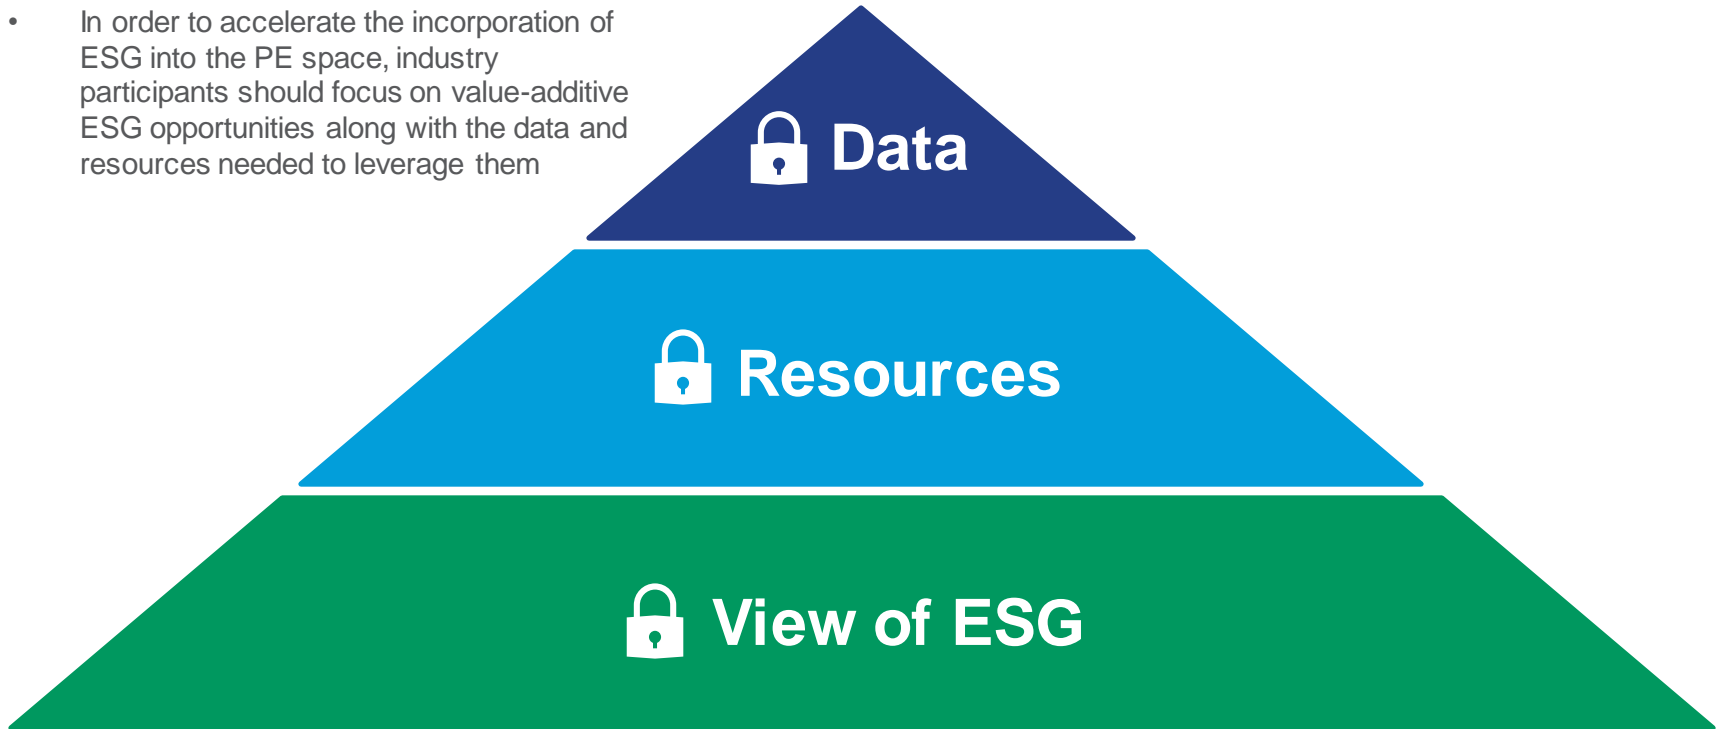 • In order to accelerate the incorporation of
ESG into the PE space, industry
participants should focus on value-additive
ESG opportunities along with the data and
resources needed to leverage them
Data
Resources
View of ESG